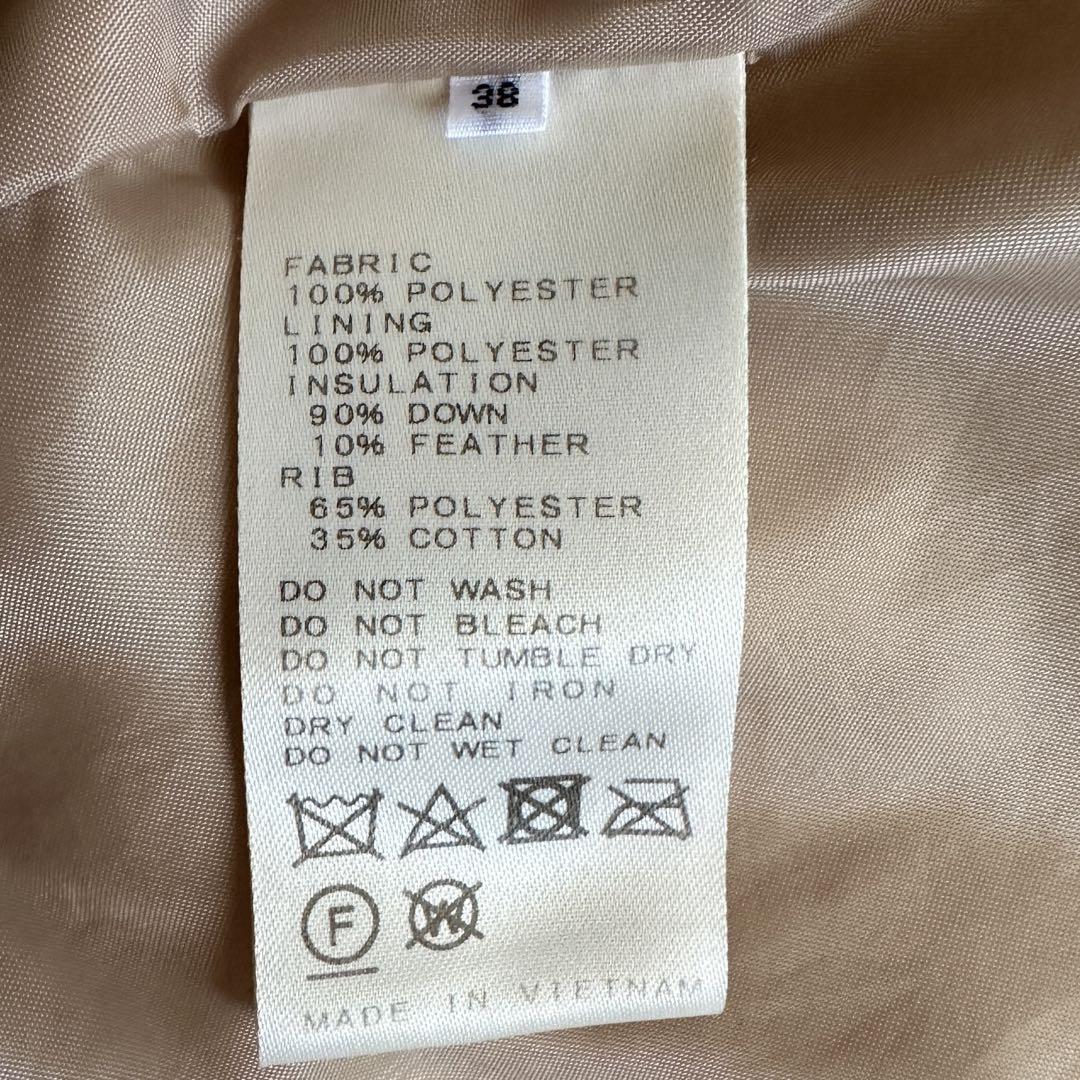 38
FABRIC
100% POLYESTER
LINING
100% POLYESTER
INSULATION
90% DOWN
10% FEATHER
RIB
65% POLYESTER
35% COTTON
DO NOT WASH
DO NOT BLEACH
DO NOT TUMBLE DRY
DO NOT IRON
DRY CLEAN
DO NOT WET CLEAN
F W
MADE IN VIETNAM